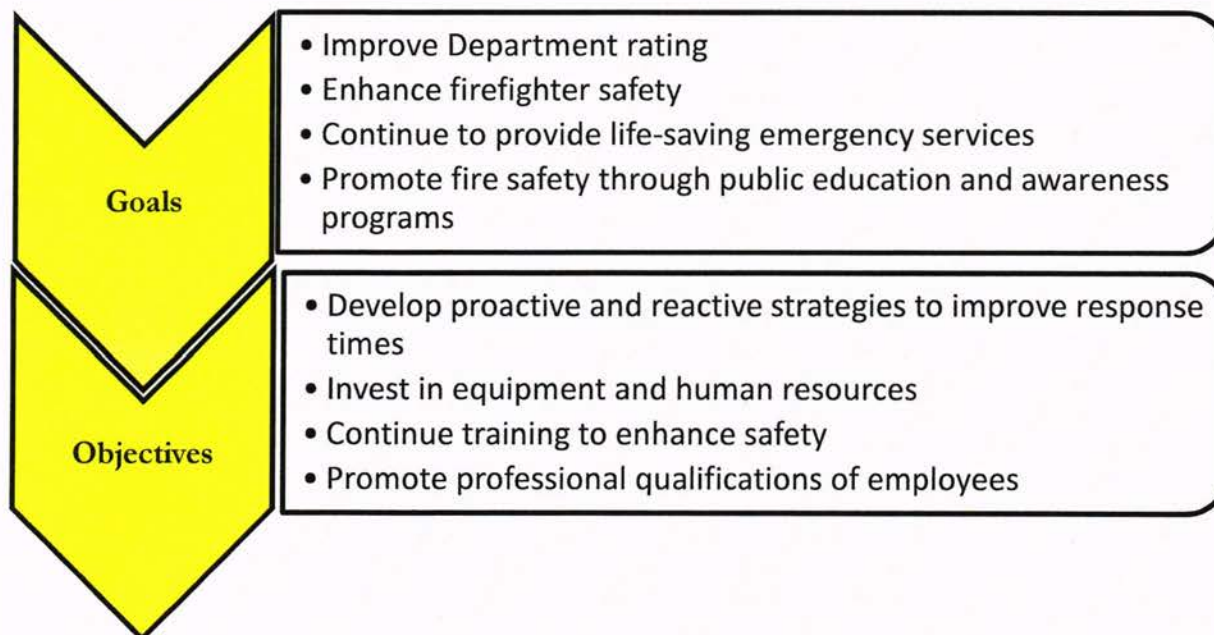 Goals
• Improve Department rating
• Enhance firefighter safety
• Continue to provide life-saving emergency services
• Promote fire safety through public education and awareness
programs
Objectives
• Develop proactive and reactive strategies to improve response
times
• Invest in equipment and human resources
• Continue training to enhance safety
• Promote professional qualifications of employees